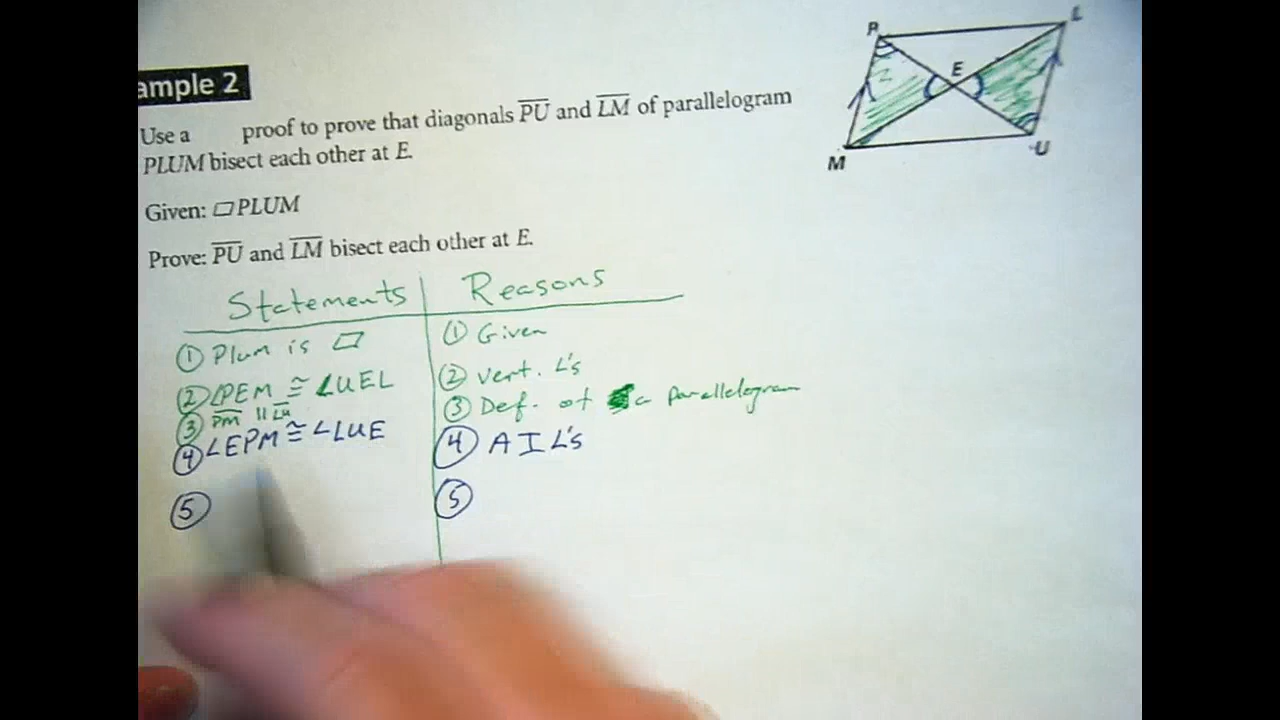 ample 2
Use a proof to prove that diagonals PU and LM of parallelogram
PLUM bisect each other at E.
Given: ▱PLUM
Prove: PU and LM bisect each other at E.
Statements Reasons
① Plum is ▱ ① Given
② ∠PEM ≅ ∠UEL ② Vert. ∠'s
③ PM || LU ③ Def. of a parallelogram
④ ∠EPM ≅ ∠LUE ④ A I ∠'s
⑤ ⑤
P L
E
M U